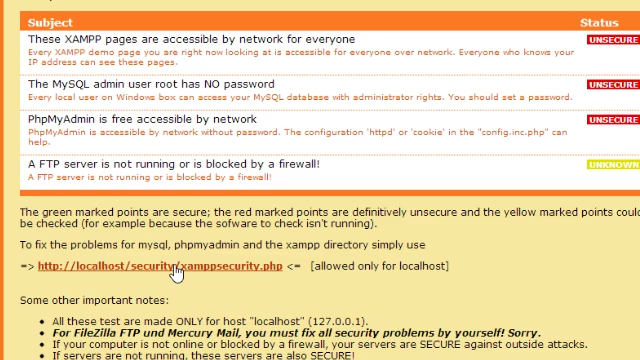 Subject Status
These XAMPP pages are accessible by network for everyone UNSECURE
Every XAMPP demo page you are right now looking at is accessible for everyone over network. Everyone who knows your
IP address can see these pages.
The MySQL admin user root has NO password UNSECURE
Every local user on Windows box can access your MySQL database with administrator rights. You should set a password.
PhpMyAdmin is free accessible by network UNSECURE
PhpMyAdmin is accessible by network without password. The configuration 'httpd' or 'cookie' in the "config.inc.php" can
help.
A FTP server is not running or is blocked by a firewall! UNKNOWN
A FTP server is not running or is blocked by a firewall!
The green marked points are secure; the red marked points are definitively unsecure and the yellow marked points could
be checked (for example because the sofware to check isn't running).
To fix the problems for mysql, phpmyadmin and the xampp directory simply use
=> http://localhost/security/xamppsecurity.php <= [allowed only for localhost]
Some other important notes:
• All these test are made ONLY for host "localhost" (127.0.0.1).
• For FileZilla FTP und Mercury Mail, you must fix all security problems by yourself! Sorry.
• If your computer is not online or blocked by a firewall, your servers are SECURE against outside attacks.
• If servers are not running, these servers are also SECURE!